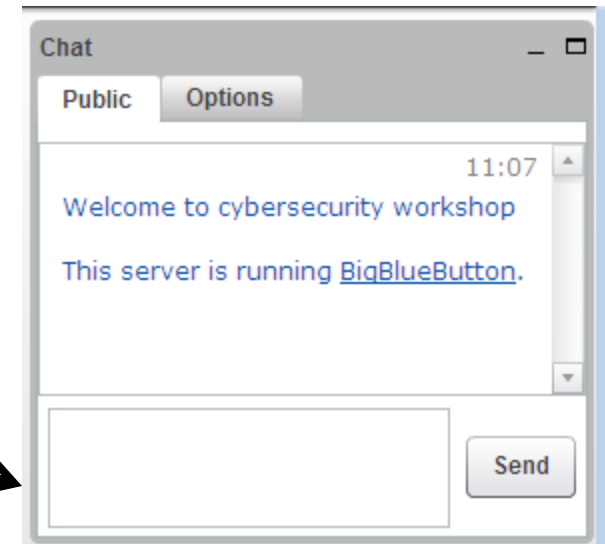 Chat
Public Options
11:07
Welcome to cybersecurity workshop
This server is running BigBlueButton.
Send